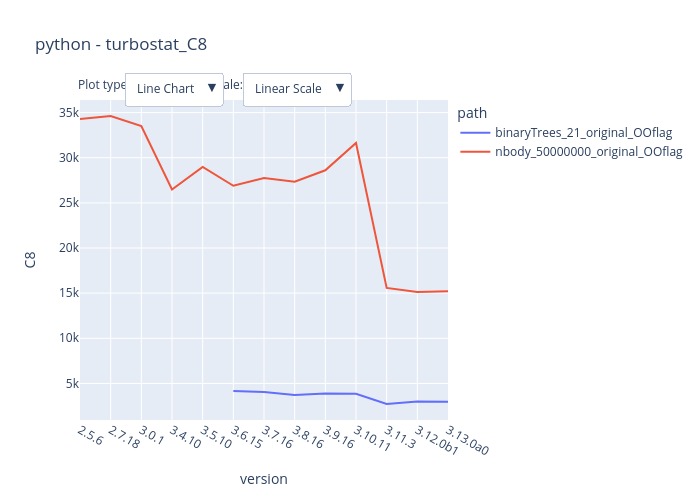 python - turbostat_C8
Plot type
Line Chart ▼
ale:
Linear Scale ▼
path
binaryTrees_21_original_OOflag
nbody_50000000_original_OOflag
35k
30k
25k
20k
15k
10k
5k
C8
2.5.6
2.7.18
3.0.1
3.4.10
3.5.10
3.6.15
3.7.16
3.8.16
3.9.16
3.10.11
3.11.3
3.12.0b1
3.13.0a0
version